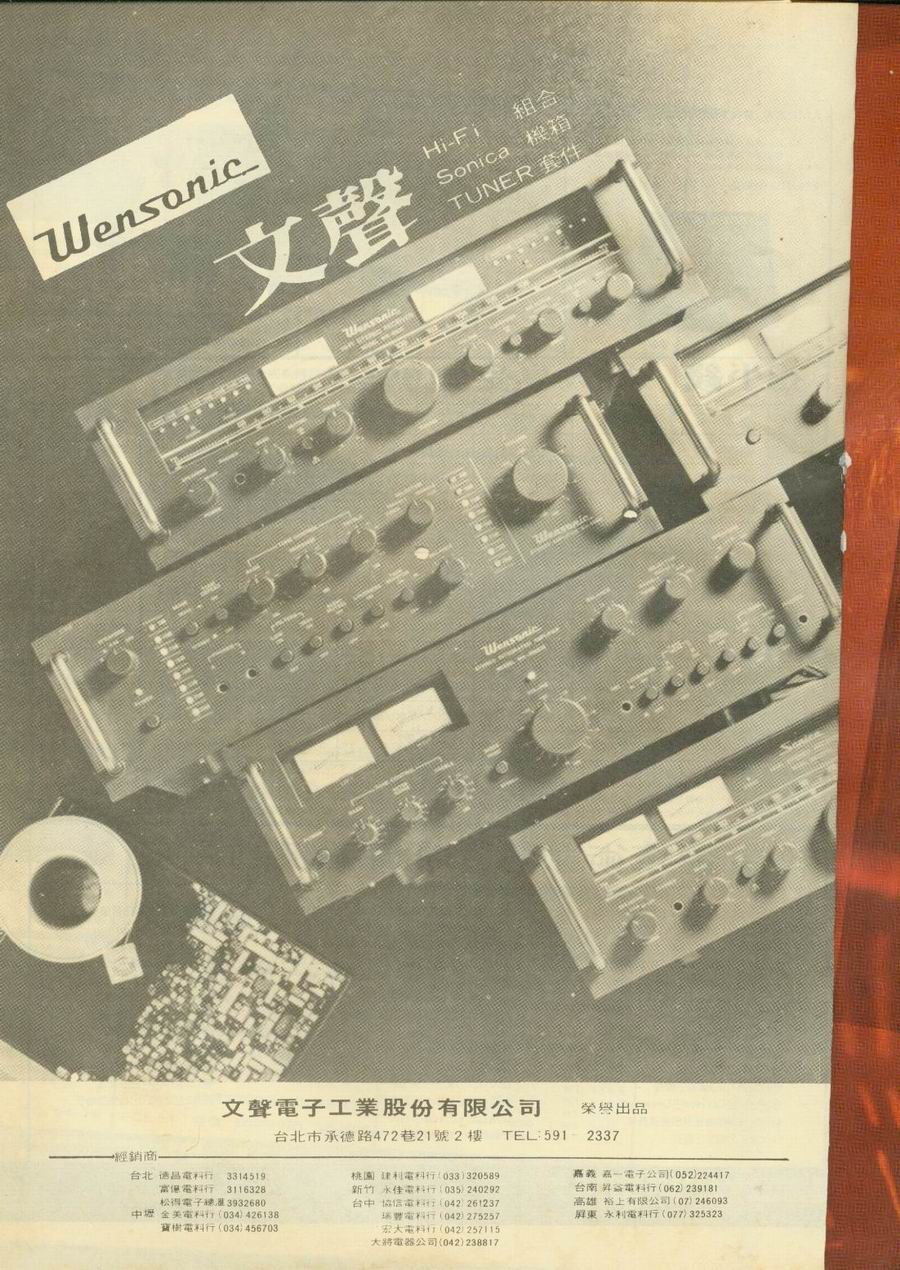 Wensonic
文聲
Hi-Fi 組合
Sonica 機箱
TUNER 套件
Wensonic
Wensonic
Wensonic
文聲電子工業股份有限公司 榮譽出品
台北市承德路472巷21號2樓 TEL:591-2337
經銷商
台北 德昌電料行 3314519
電料行 3116328
松得電子總滙 3932680
中壢 金美電料行(034)426138
寶樹電料行(034)456703
桃園 建利電料行(033)320589
新竹 永佳電料行(035)240292
台中 協信電料行(042)261237
瑞豐電料行(042)275257
宏大電料行(042)257115
大將電器公司(042)238817
嘉義 嘉一電子公司(052)224417
台南 昇 電料行(062)239181
高雄 裕上有限公司(07)246093
屏東 永利電料行(077)325323